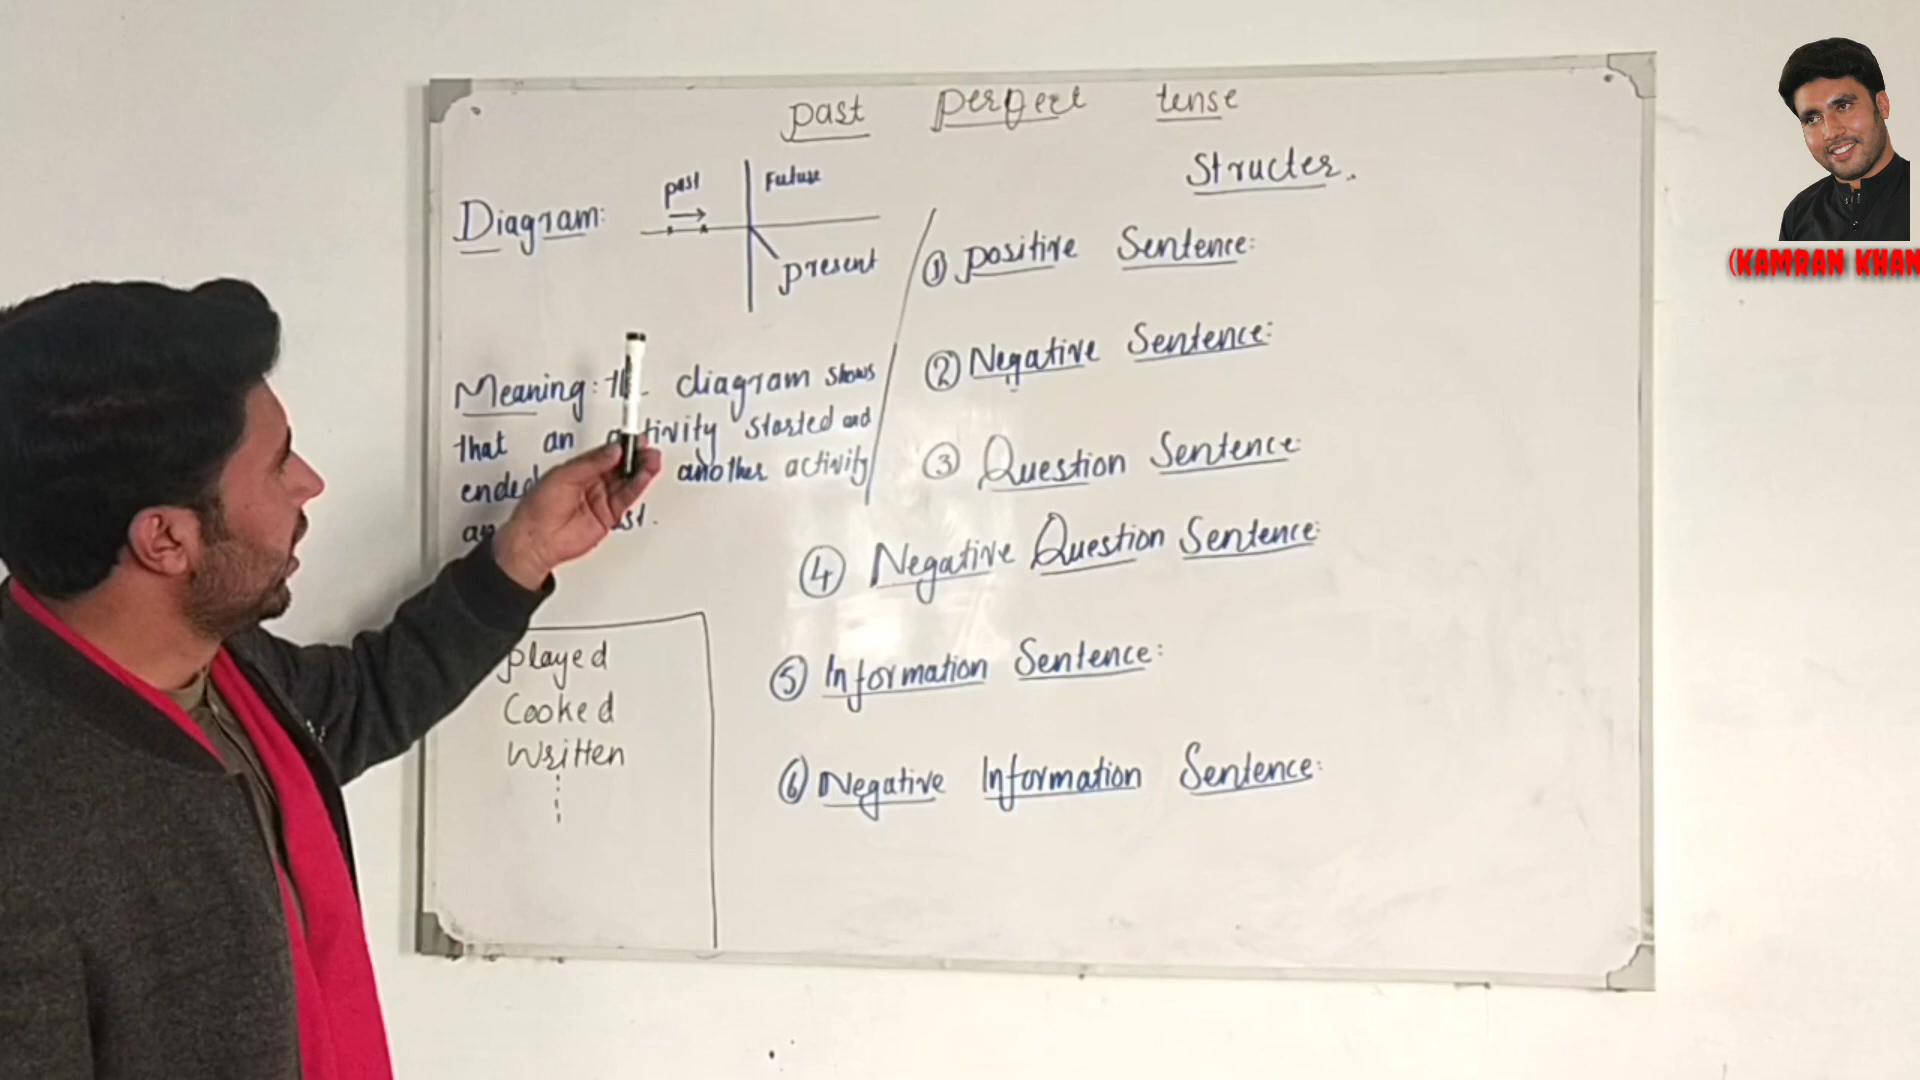 past perfect tense
Structer.
Diagram:
past
Future
present
Meaning: the diagram shows
that an activity started and
ended another activity
played
Cooked
Written
① positive Sentence:
② Negative Sentence:
③ Question Sentence:
④ Negative Question Sentence:
⑤ Information Sentence:
⑥ Negative Information Sentence:
(KAMRAN KHAN